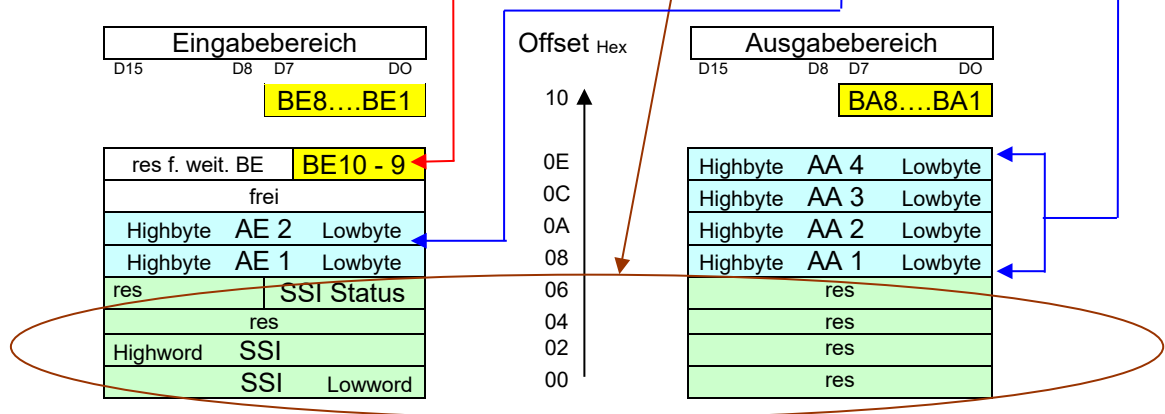 Eingabebereich Offset Hex Ausgabebereich
D15 D8 D7 DO D15 D8 D7 DO
BE8….BE1 10 BA8….BA1
res f. weit. BE BE10 - 9 0E Highbyte AA 4 Lowbyte
frei 0C Highbyte AA 3 Lowbyte
Highbyte AE 2 Lowbyte 0A Highbyte AA 2 Lowbyte
Highbyte AE 1 Lowbyte 08 Highbyte AA 1 Lowbyte
res SSI Status 06 res
res 04 res
Highword SSI 02 res
SSI Lowword 00 res